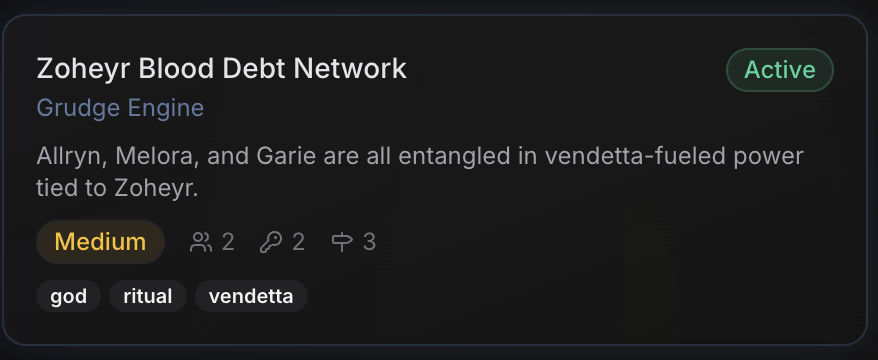 Zoheyr Blood Debt Network
Active
Grudge Engine
Allryn, Melora, and Garie are all entangled in vendetta-fueled power
tied to Zoheyr.
Medium 2 2 3
god ritual vendetta